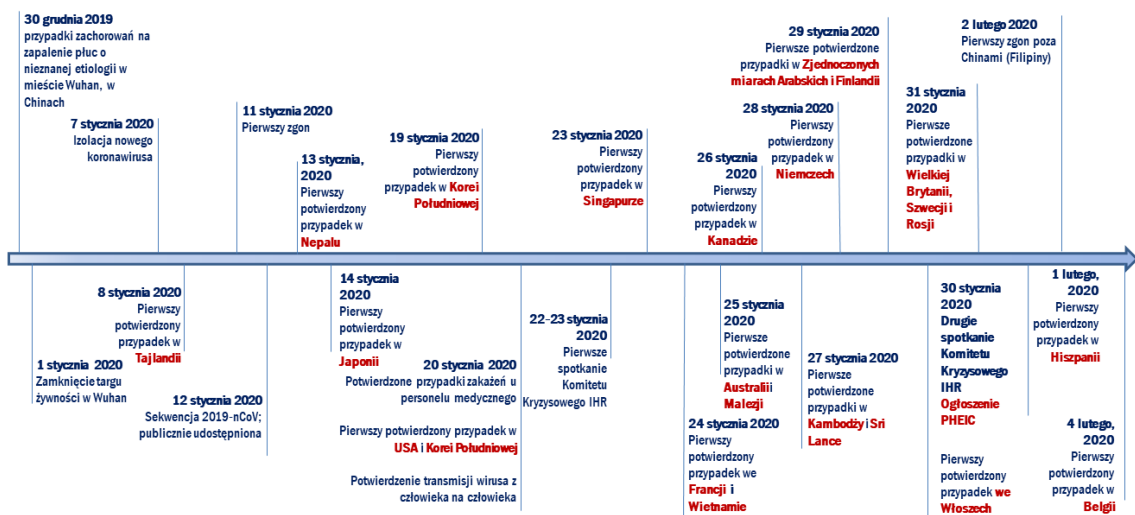 30 grudnia 2019
przypadki zachorowań na
zapalenie płuc o
nieznanej etiologii w
mieście Wuhan, w
Chinach
7 stycznia 2020
Izolacja nowego
koronawirusa
11 stycznia 2020
Pierwszy zgon
13 stycznia,
2020
Pierwszy
potwierdzony
przypadek w
Nepalu
19 stycznia 2020
Pierwszy
potwierdzony
przypadek w Korei
Południowej
23 stycznia 2020
Pierwszy
potwierdzony
przypadek w
Singapurze
26 stycznia
2020
Pierwszy
potwierdzony
przypadek w
Kanadzie
28 stycznia 2020
Pierwszy
potwierdzony
przypadek w
Niemczech
29 stycznia 2020
Pierwsze potwierdzone
przypadki w Zjednoczonych
miarach Arabskich i Finlandii
31 stycznia
2020
Pierwsze
potwierdzone
przypadki w
Wielkiej
Brytanii,
Szwecji i
Rosji
2 lutego 2020
Pierwszy zgon poza
Chinami (Filipiny)
1 stycznia 2020
Zamknięcie targu
żywności w Wuhan
8 stycznia 2020
Pierwszy
potwierdzony
przypadek w
Tajlandii
12 stycznia 2020
Sekwencja 2019-nCoV;
publicznie udostępniona
14 stycznia
2020
Pierwszy
potwierdzony
przypadek w
Japonii
20 stycznia 2020
Potwierdzone przypadki zakażeń u
personelu medycznego
Pierwszy potwierdzony przypadek w
USA i Korei Południowej
Potwierdzenie transmisji wirusa z
człowieka na człowieka
22-23 stycznia
2020
Pierwsze
spotkanie
Komitetu
Kryzysowego IHR
24 stycznia 2020
Pierwszy
potwierdzony
przypadek we
Francji i
Wietnamie
25 stycznia
2020
Pierwsze
potwierdzone
przypadki w
Australii i
Malezji
27 stycznia 2020
Pierwsze
potwierdzone
przypadki w
Kambodży i Sri
Lance
30 stycznia
2020
Drugie
spotkanie
Komitetu
Kryzysowego
IHR
Ogłoszenie
PHEIC
Pierwszy
potwierdzony
przypadek we
Włoszech
1 lutego,
2020
Pierwszy
potwierdzony
przypadek w
Hiszpanii
4 lutego,
2020
Pierwszy
potwierdzony
przypadek w
Belgii